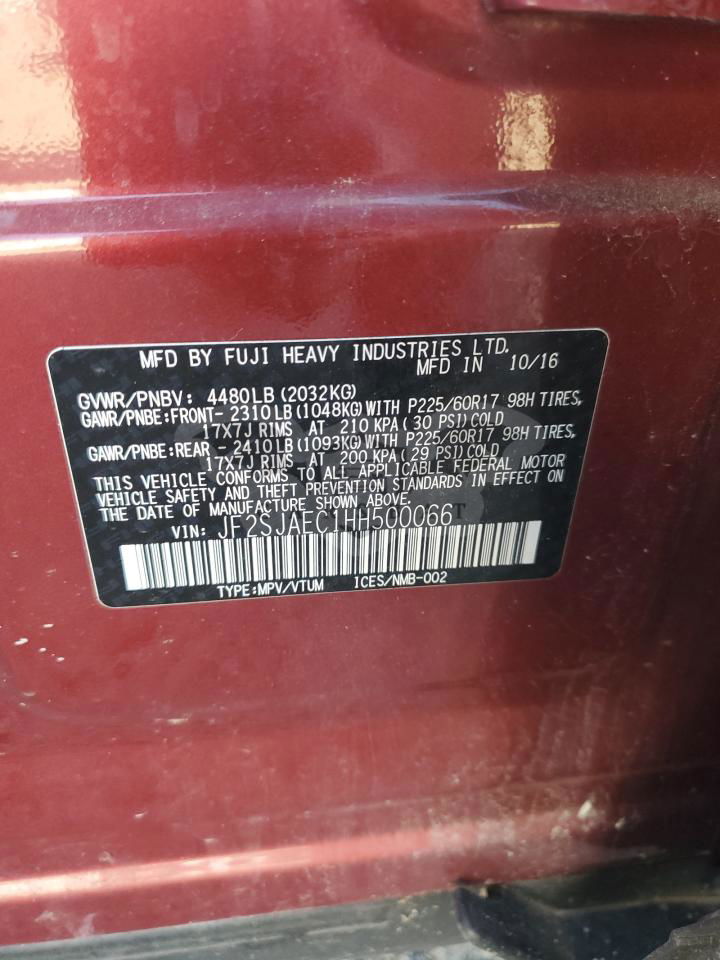 MFD BY FUJI HEAVY INDUSTRIES LTD.
MFD IN 10/16
GVWR/PNBV: 4480LB (2032KG)
GAWR/PNBE:FRONT- 2310 LB (1048KG) WITH P225/60R17 98H TIRES,
17X7J RIMS AT 210 KPA ( 30 PSI) COLD
GAWR/PNBE:REAR - 2410 LB (1093KG) WITH P225/60R17 98H TIRES,
17X7J RIMS AT 200 KPA ( 29 PSI) COLD
THIS VEHICLE CONFORMS TO ALL APPLICABLE FEDERAL MOTOR
VEHICLE SAFETY AND THEFT PREVENTION STANDARDS IN EFFECT ON
THE DATE OF MANUFACTURE SHOWN ABOVE.
VIN: JF2SJAEC1HH500066
TYPE:MPV/VTUM ICES/NMB-002